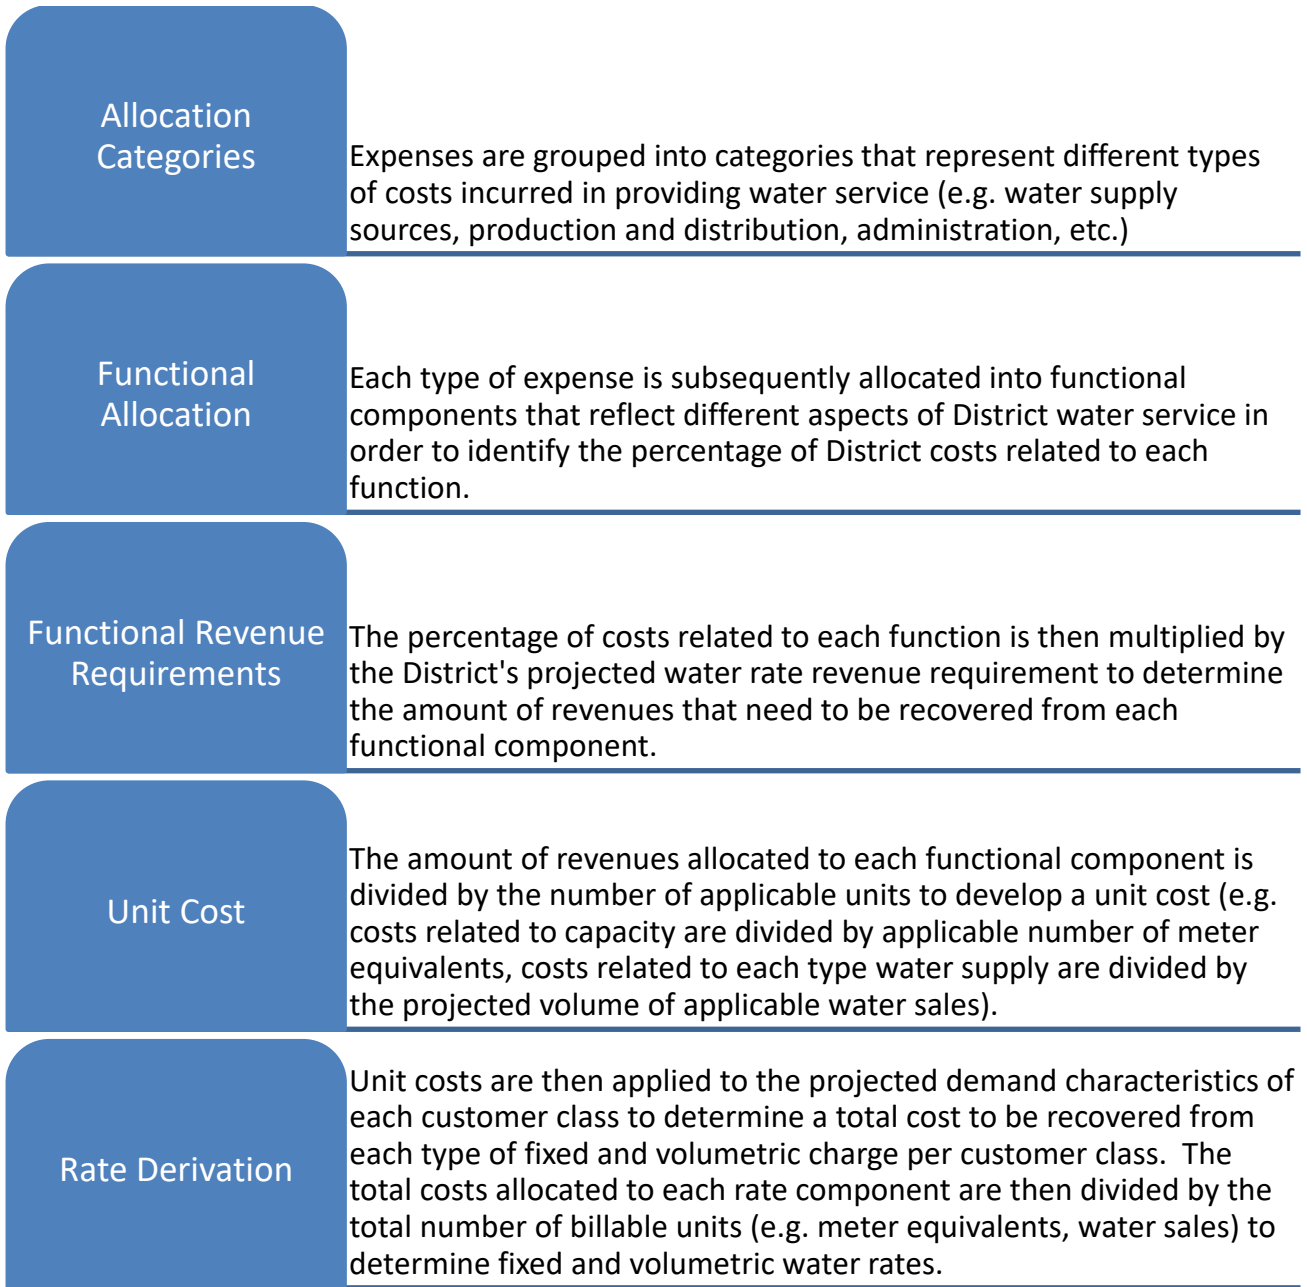 Allocation
Categories
Expenses are grouped into categories that represent different types
of costs incurred in providing water service (e.g. water supply
sources, production and distribution, administration, etc.)
Functional
Allocation
Each type of expense is subsequently allocated into functional
components that reflect different aspects of District water service in
order to identify the percentage of District costs related to each
function.
Functional Revenue
Requirements
The percentage of costs related to each function is then multiplied by
the District's projected water rate revenue requirement to determine
the amount of revenues that need to be recovered from each
functional component.
Unit Cost
The amount of revenues allocated to each functional component is
divided by the number of applicable units to develop a unit cost (e.g.
costs related to capacity are divided by applicable number of meter
equivalents, costs related to each type water supply are divided by
the projected volume of applicable water sales).
Rate Derivation
Unit costs are then applied to the projected demand characteristics of
each customer class to determine a total cost to be recovered from
each type of fixed and volumetric charge per customer class.  The
total costs allocated to each rate component are then divided by the
total number of billable units (e.g. meter equivalents, water sales) to
determine fixed and volumetric water rates.